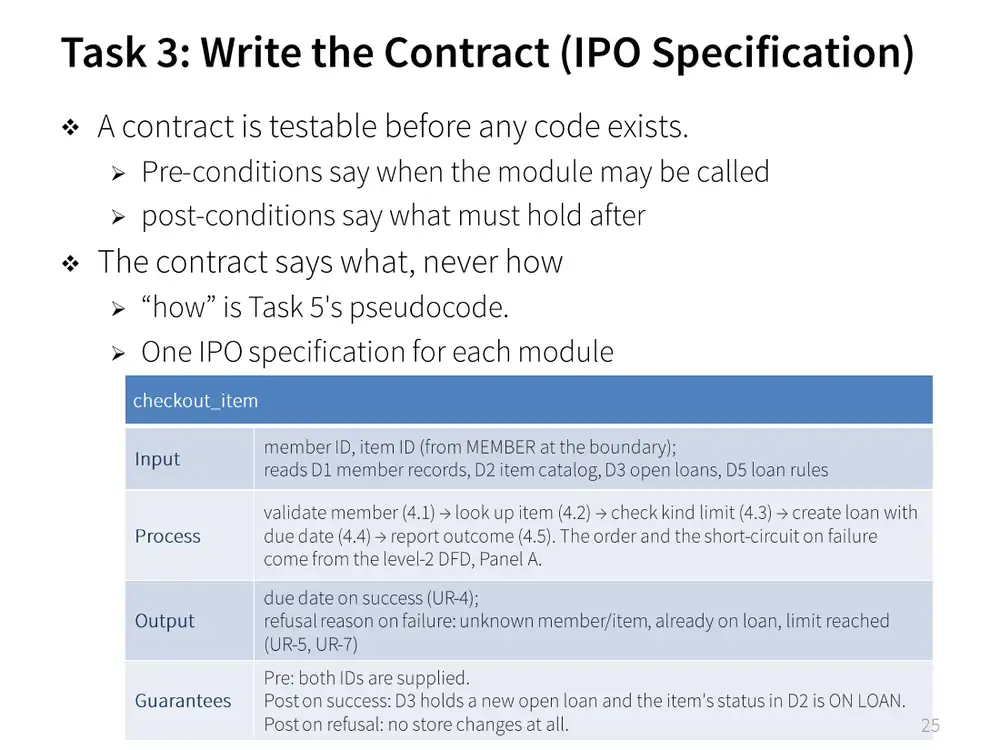 Task 3: Write the Contract (IPO Specification)
❖ A contract is testable before any code exists.
➢ Pre-conditions say when the module may be called
➢ post-conditions say what must hold after
❖ The contract says what, never how
➢ “how” is Task 5's pseudocode.
➢ One IPO specification for each module
checkout_item
Input
member ID, item ID (from MEMBER at the boundary);
reads D1 member records, D2 item catalog, D3 open loans, D5 loan rules
Process
validate member (4.1) → look up item (4.2) → check kind limit (4.3) → create loan with
due date (4.4) → report outcome (4.5). The order and the short-circuit on failure
come from the level-2 DFD, Panel A.
Output
due date on success (UR-4);
refusal reason on failure: unknown member/item, already on loan, limit reached
(UR-5, UR-7)
Guarantees
Pre: both IDs are supplied.
Post on success: D3 holds a new open loan and the item's status in D2 is ON LOAN.
Post on refusal: no store changes at all.
25